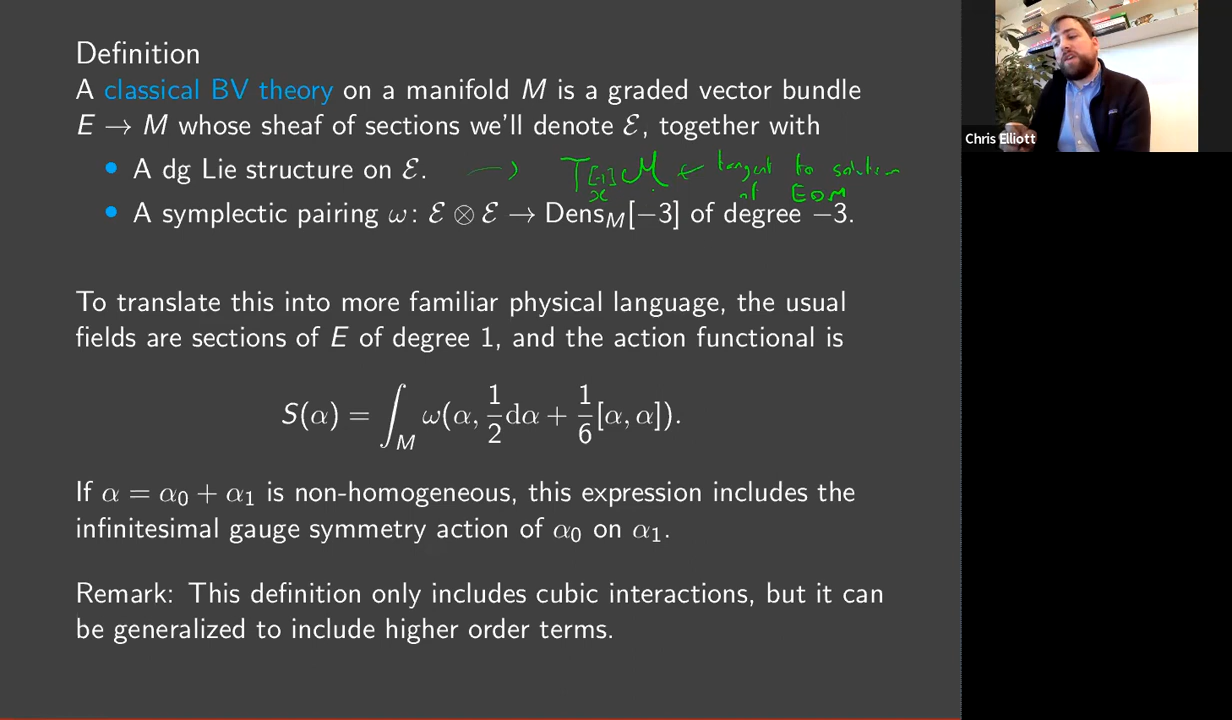 Definition
A classical BV theory on a manifold M is a graded vector bundle
E → M whose sheaf of sections we'll denote ℰ, together with
• A dg Lie structure on ℰ. → T[-1]ₓ ℳ ← tangent to solution
of EOM
• A symplectic pairing ω: ℰ ⊗ ℰ → Dens_M[−3] of degree −3.
To translate this into more familiar physical language, the usual
fields are sections of E of degree 1, and the action functional is
S(α) = ∫_M ω(α, 1/2 dα + 1/6 [α, α]).
If α = α₀ + α₁ is non-homogeneous, this expression includes the
infinitesimal gauge symmetry action of α₀ on α₁.
Remark: This definition only includes cubic interactions, but it can
be generalized to include higher order terms.
Chris Elliott